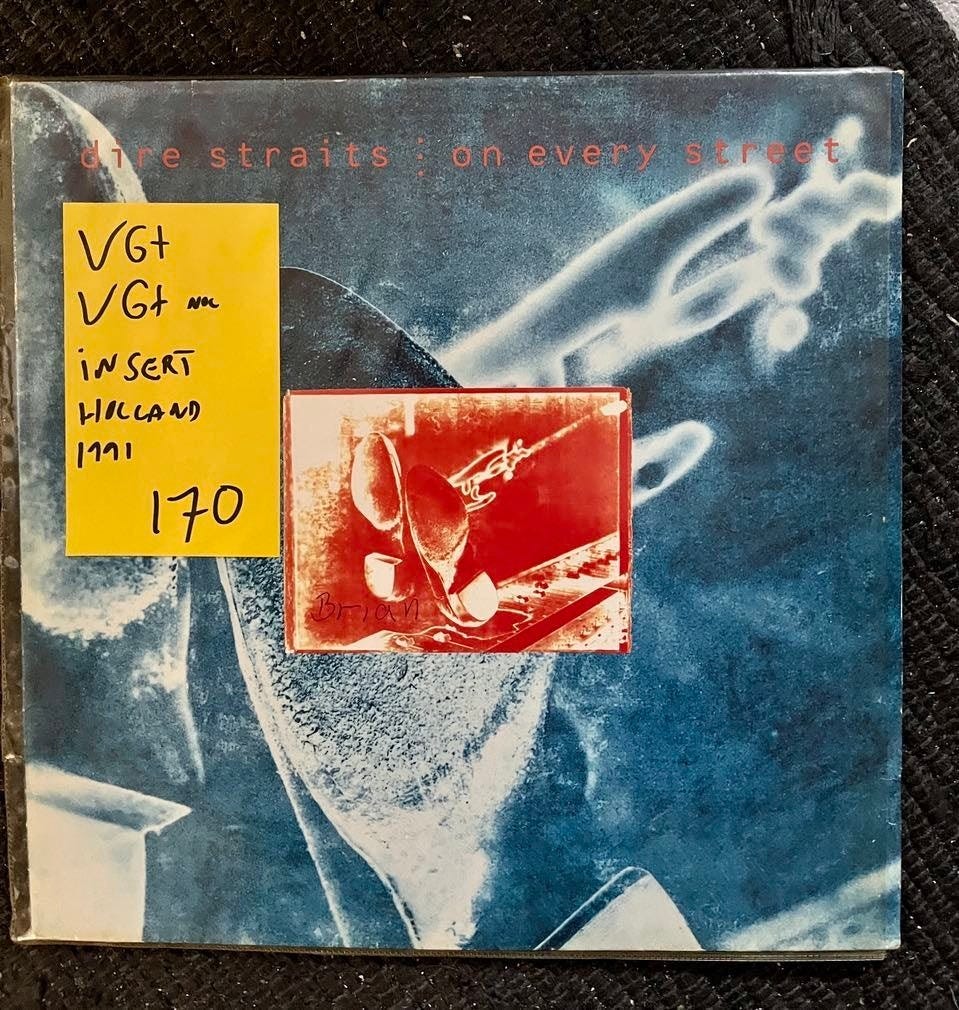 dire straits : on every street
VG+
VG+ NOC
INSERT
HOLLAND
1991
170
Brian